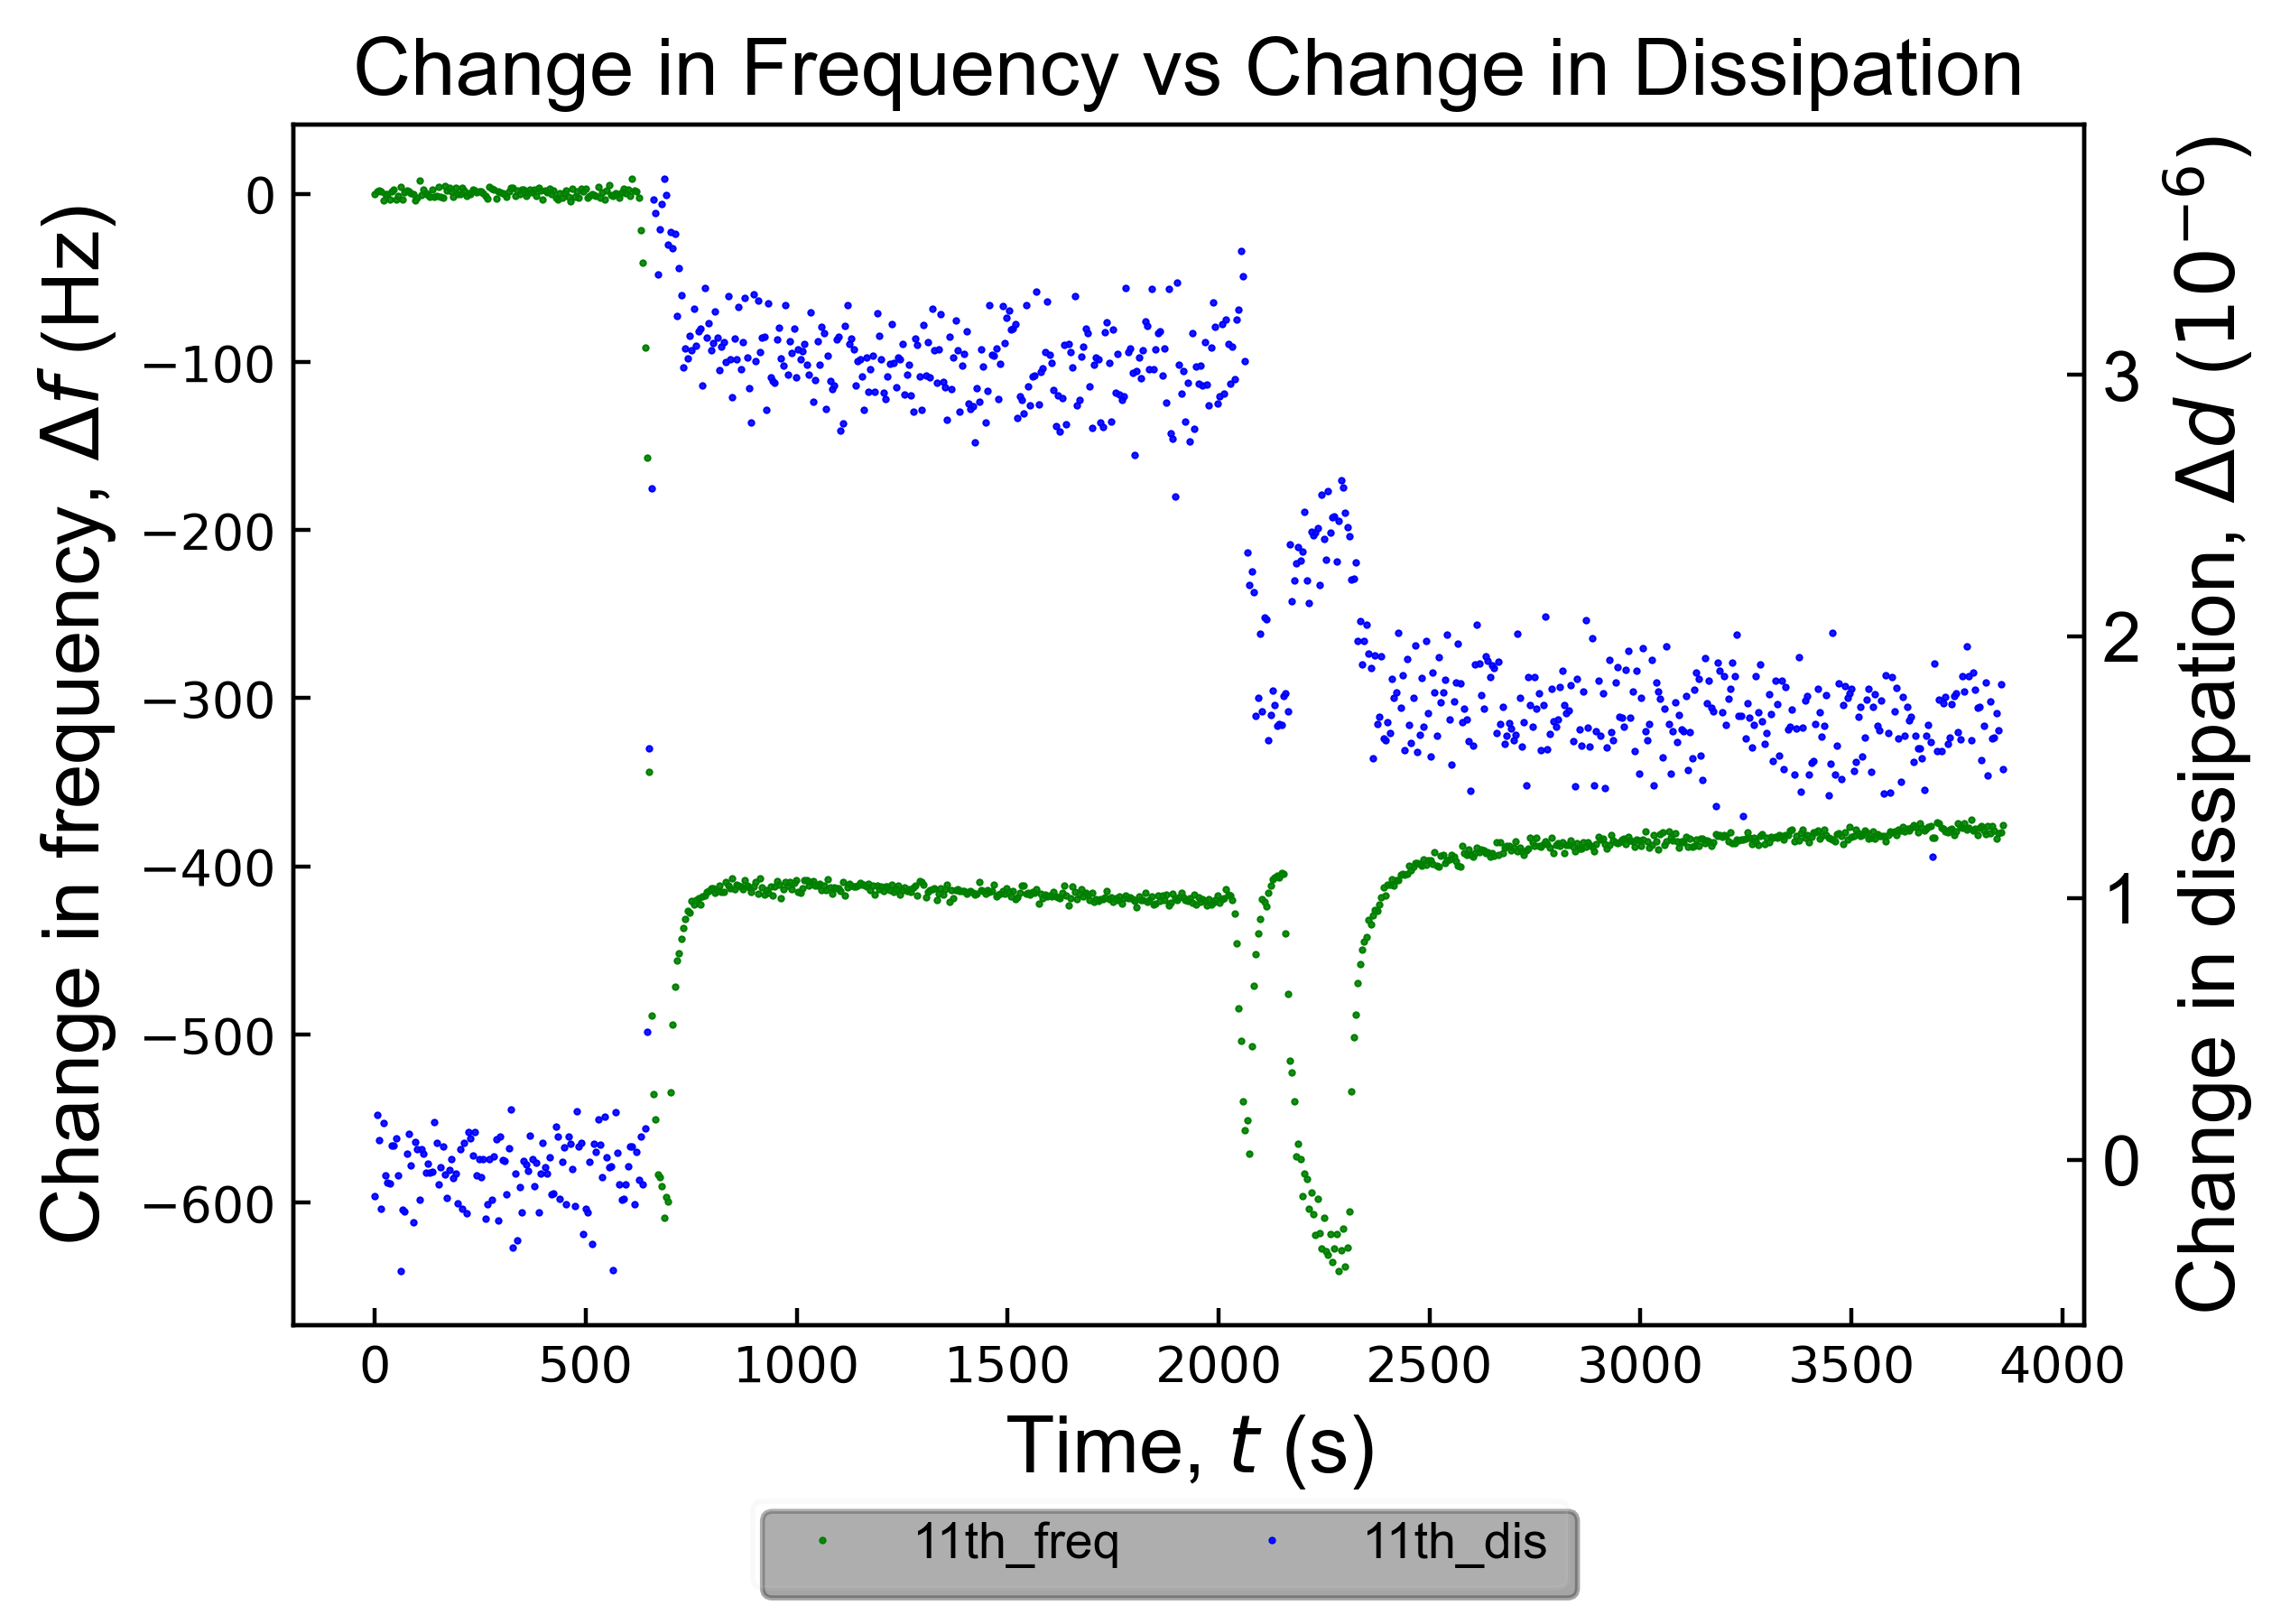 Change in Frequency vs Change in Dissipation
Change in frequency, Δf (Hz)
0
−100
−200
−300
−400
−500
−600
3
2
1
0
Change in dissipation, Δd (10⁻⁶)
0 500 1000 1500 2000 2500 3000 3500 4000
Time, t (s)
11th_freq 11th_dis